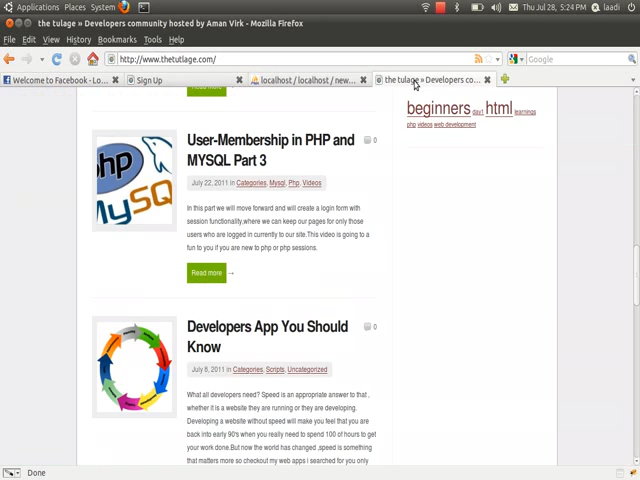 Applications Places System Thu Jul 28, 5:24 PM laadi
the tulage » Developers community hosted by Aman Virk - Mozilla Firefox
File Edit View History Bookmarks Tools Help
http://www.thetutlage.com/ Google
Welcome to Facebook - Lo... Sign Up localhost / localhost / new... the tulage » Developers co...
Read more
beginners day1 html learnings
php videos web development
User-Membership in PHP and 0
MYSQL Part 3
July 22, 2011 in Categories, Mysql, Php, Videos
php
MySQ
In this part we will move forward and will create a login form with
session functionality,where we can keep our pages for only those
users who are logged in currently to our site.This video is going to a
fun to you if you are new to php or php sessions.
Read more →
Developers App You Should 0
Know
July 6, 2011 in Categories, Scripts, Uncategorized
What all developers need? Speed is an appropriate answer to that ,
whether it is a website they are running or they are developing.
Developing a website without speed will make you feel that you are
back into early 90's when you really need to spend 100 of hours to get
your work done.But now the world has changed ,speed is something
that matters more so checkout my web apps i searched for you only
Done